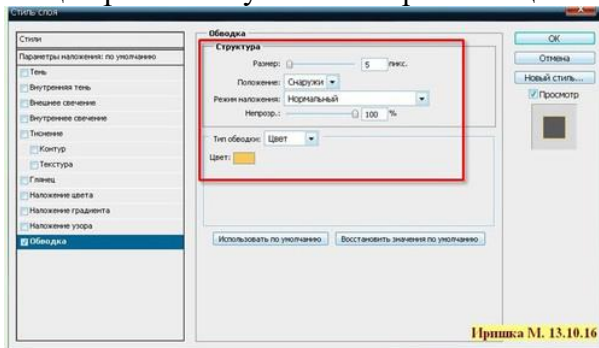 Стиль слоя
Стили
Параметры наложения: по умолчанию
Тень
Внутренняя тень
Внешнее свечение
Внутреннее свечение
Тиснение
Контур
Текстура
Глянец
Наложение цвета
Наложение градиента
Наложение узора
Обводка
Обводка
Структура
Размер: 5 пикс.
Положение: Снаружи
Режим наложения: Нормальный
Непрозр.: 100 %
Тип обводки: Цвет
Цвет:
Использовать по умолчанию
Восстановить значения по умолчанию
ОК
Отмена
Новый стиль...
Просмотр
Иришка М. 13.10.16